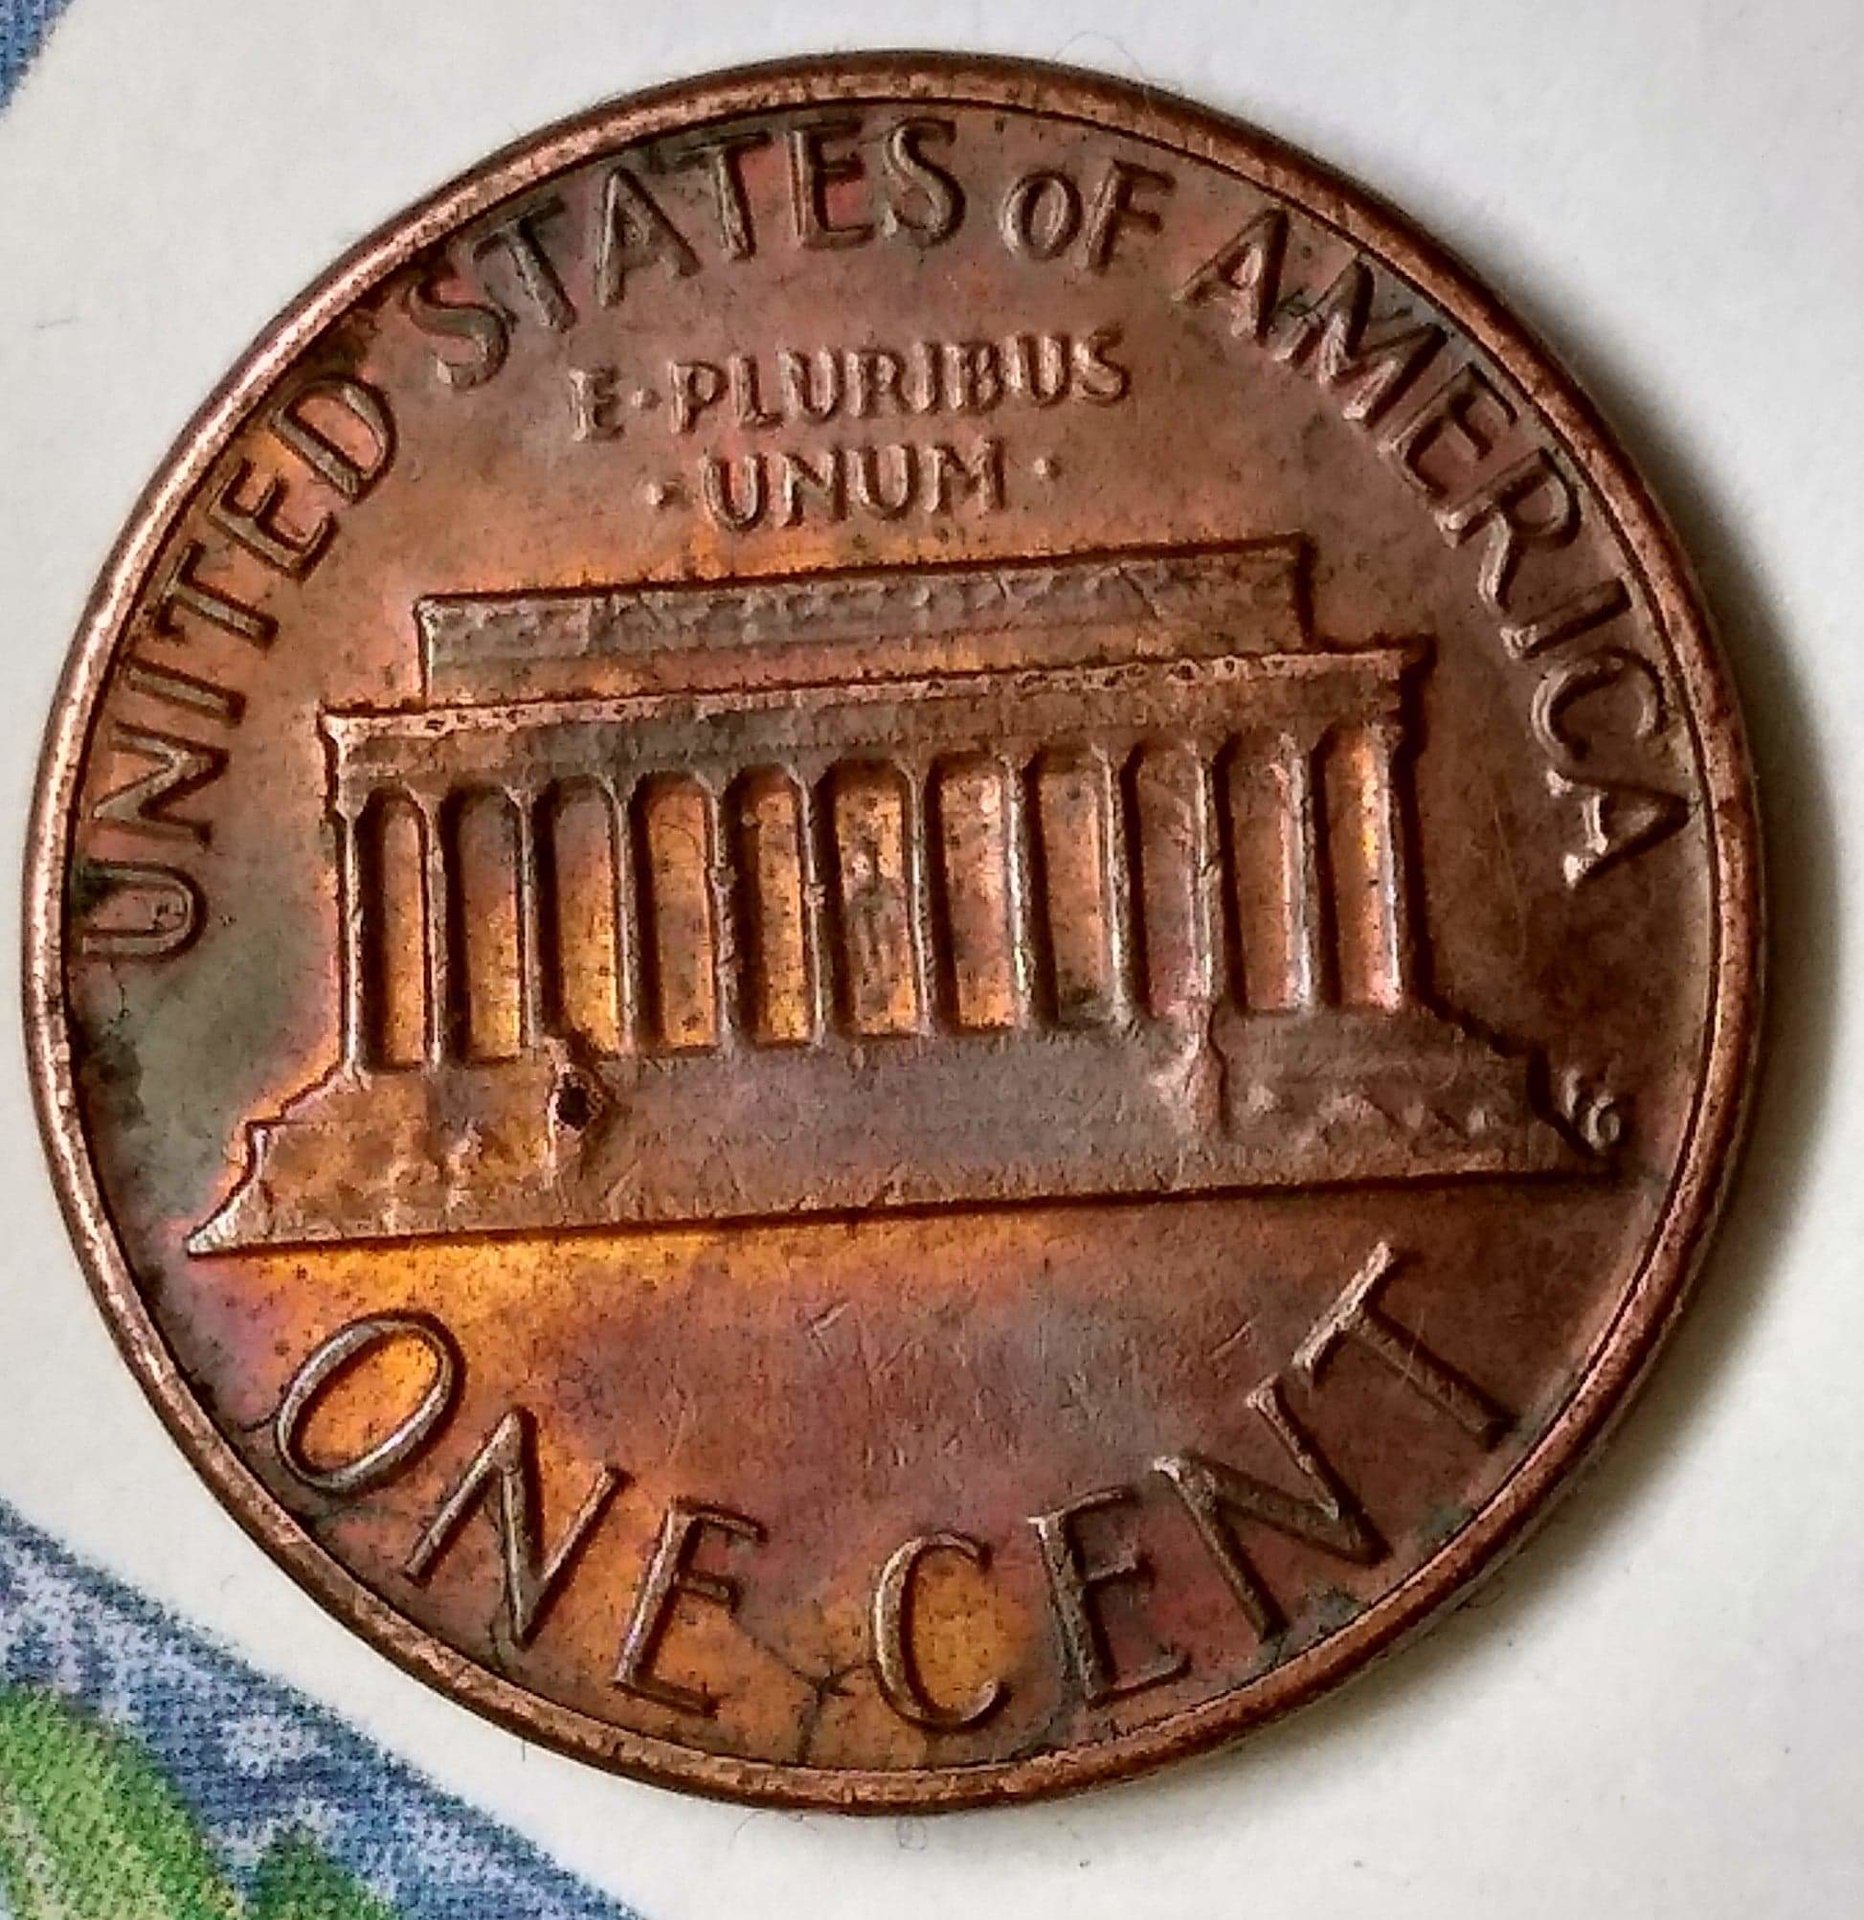 UNITED STATES OF AMERICA
E·PLURIBUS
·UNUM·
ONE CENT